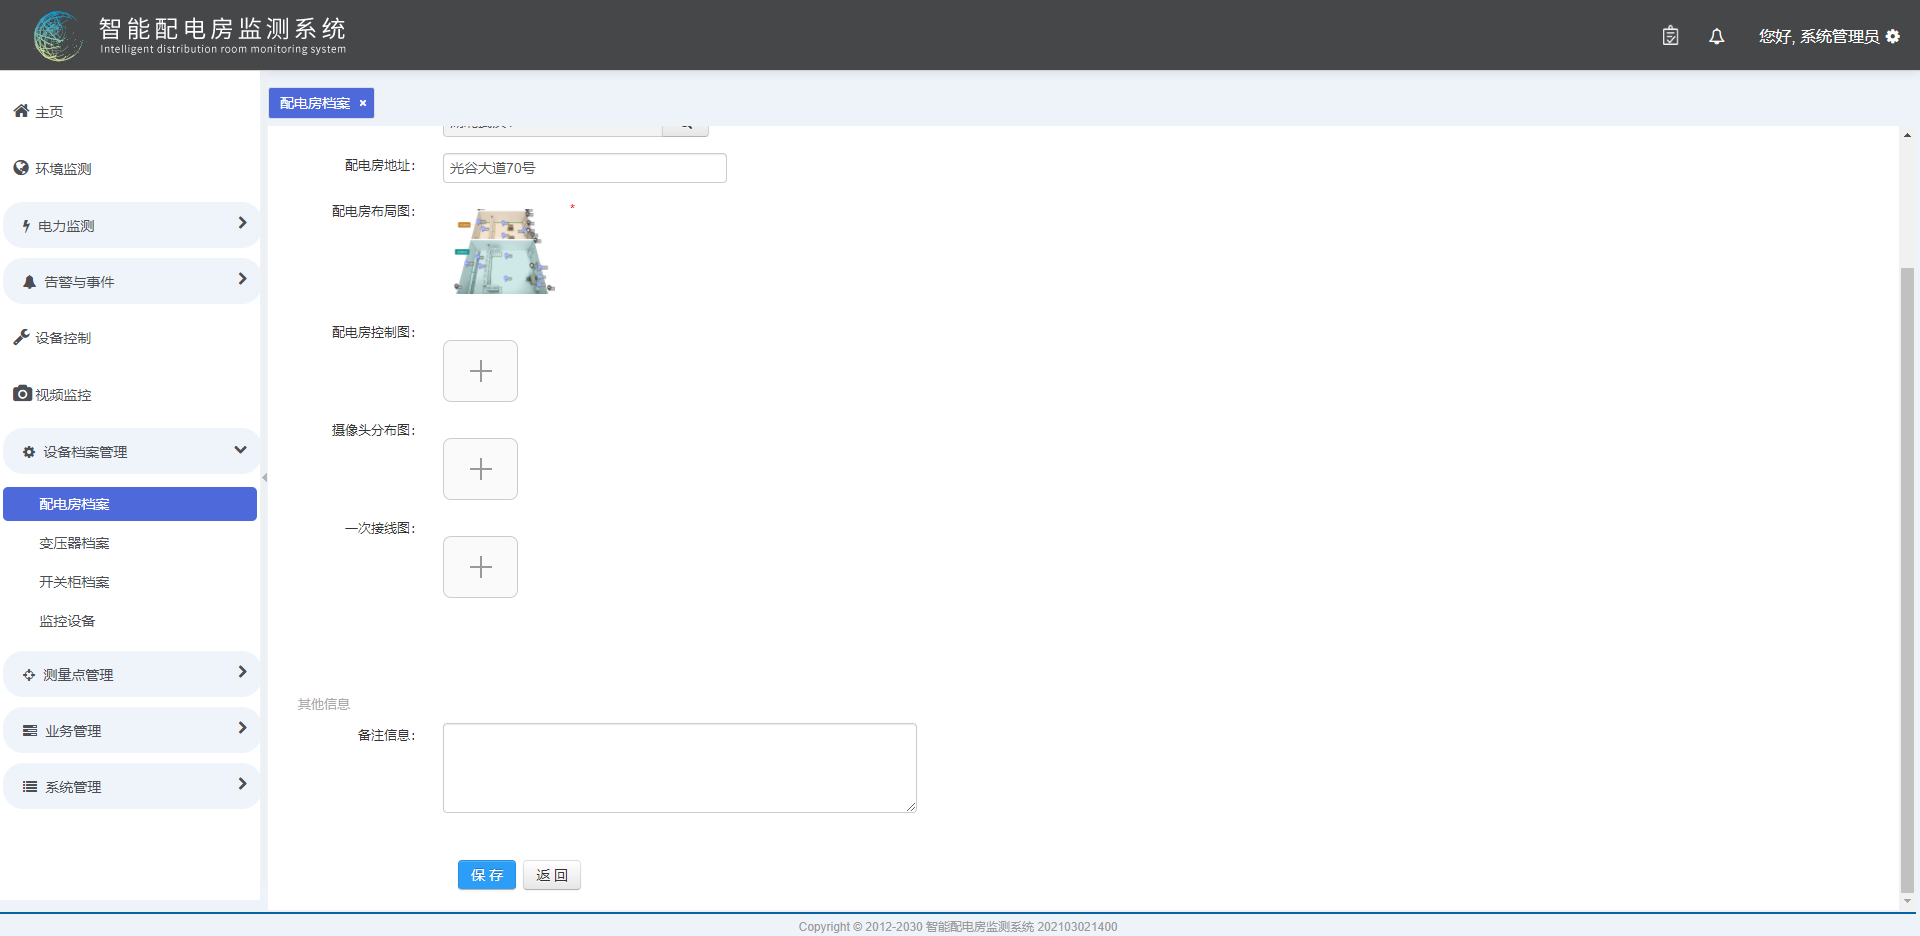 智能配电房监测系统
Intelligent distribution room monitoring system
您好, 系统管理员
主页
环境监测
电力监测
告警与事件
设备控制
视频监控
设备档案管理
配电房档案
变压器档案
开关柜档案
监控设备
测量点管理
业务管理
系统管理
配电房档案 ×
配电房地址：
光谷大道70号
配电房布局图：
*
配电房控制图：
摄像头分布图：
一次接线图：
其他信息
备注信息：
保 存
返 回
Copyright © 2012-2030 智能配电房监测系统 202103021400